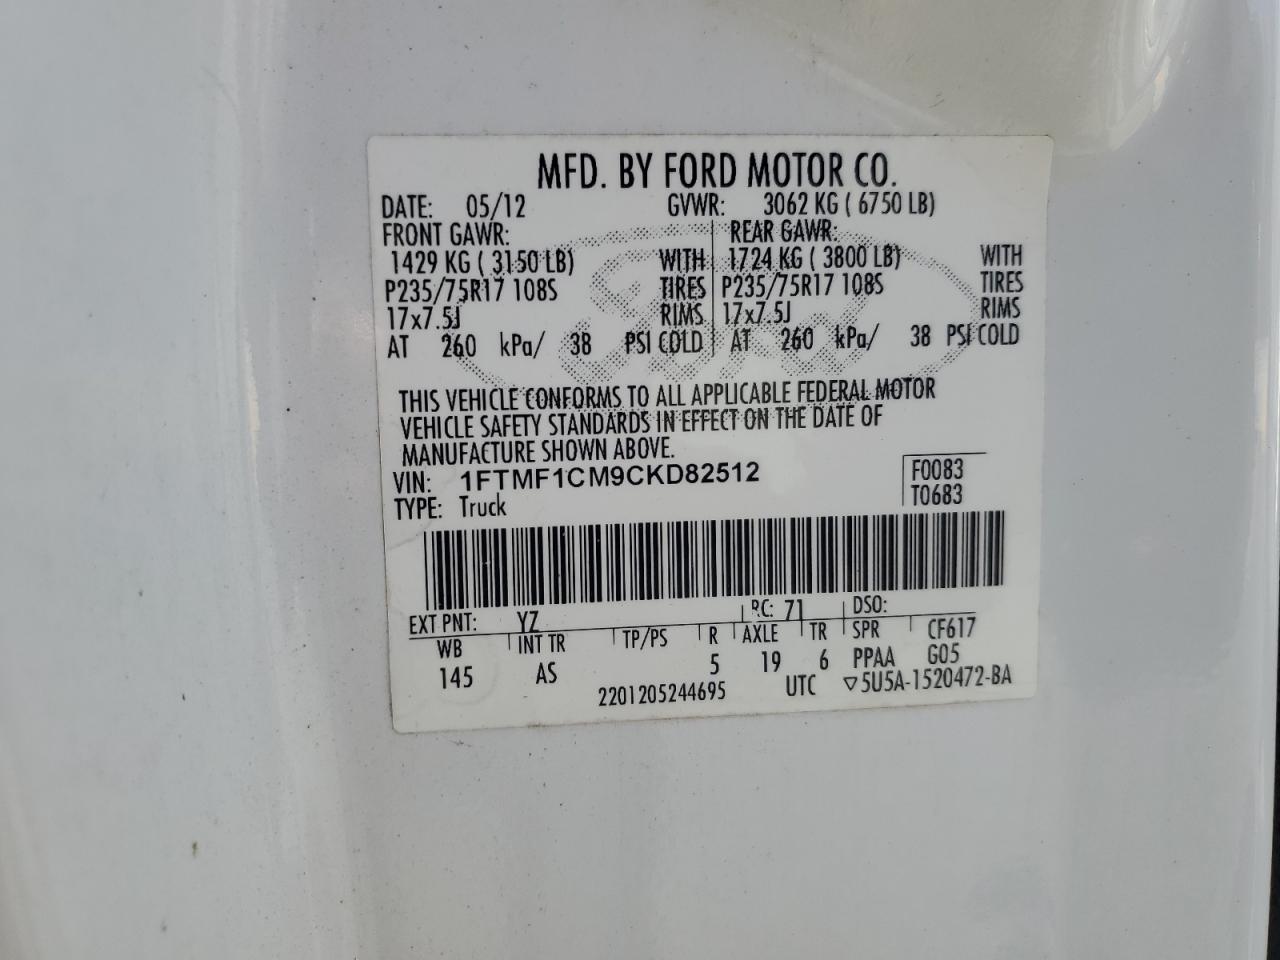 MFD. BY FORD MOTOR CO.
DATE: 05/12 GVWR: 3062 KG ( 6750 LB)
FRONT GAWR: REAR GAWR:
1429 KG ( 3150 LB) WITH 1724 KG ( 3800 LB) WITH
P235/75R17 108S TIRES P235/75R17 108S TIRES
17x7.5J RIMS 17x7.5J RIMS
AT 260 kPa/ 38 PSI COLD AT 260 kPa/ 38 PSI COLD
THIS VEHICLE CONFORMS TO ALL APPLICABLE FEDERAL MOTOR
VEHICLE SAFETY STANDARDS IN EFFECT ON THE DATE OF
MANUFACTURE SHOWN ABOVE.
VIN: 1FTMF1CM9CKD82512 F0083
TYPE: Truck T0683
EXT PNT: YZ RC: 71 DSO:
WB INT TR TP/PS R AXLE TR SPR CF617
145 AS 5 19 6 PPAA G05
2201205244695 UTC ▽5U5A-1520472-BA